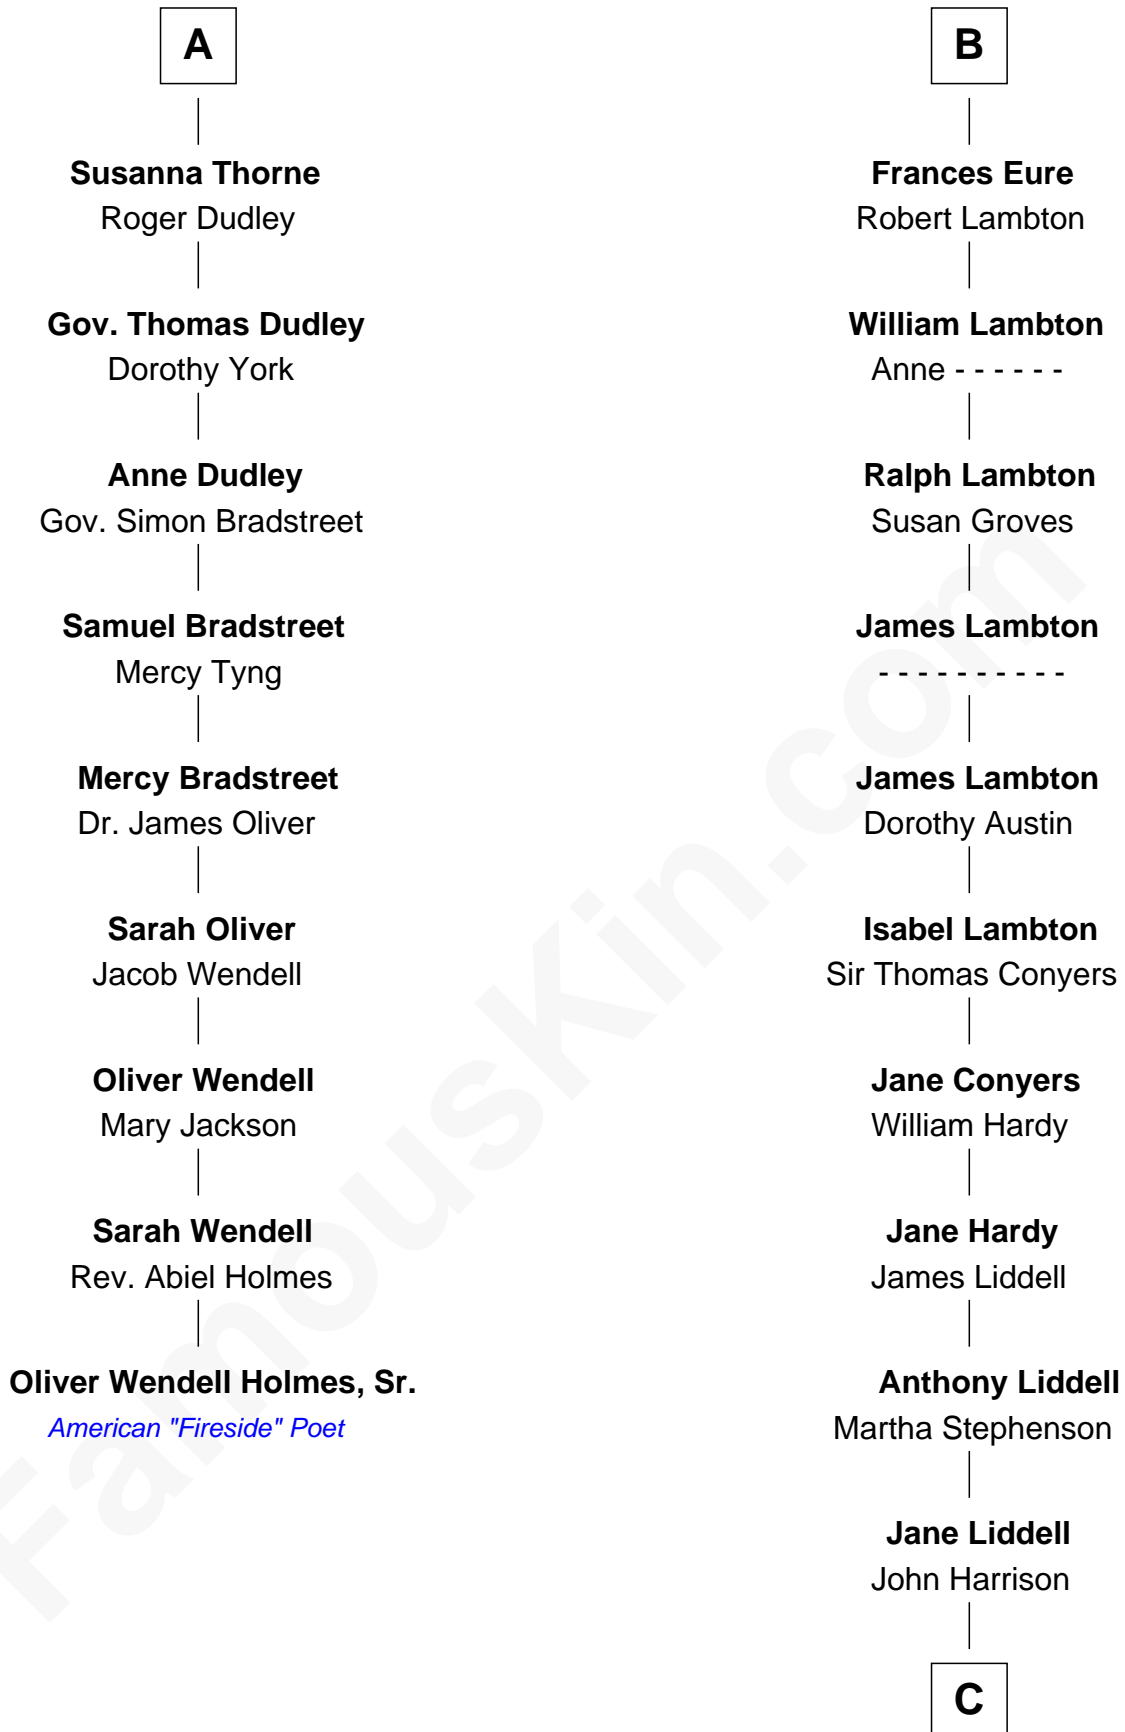 A
Susanna Thorne
Roger Dudley
Gov. Thomas Dudley
Dorothy York
Anne Dudley
Gov. Simon Bradstreet
Samuel Bradstreet
Mercy Tyng
Mercy Bradstreet
Dr. James Oliver
Sarah Oliver
Jacob Wendell
Oliver Wendell
Mary Jackson
Sarah Wendell
Rev. Abiel Holmes
Oliver Wendell Holmes, Sr.
American "Fireside" Poet
B
Frances Eure
Robert Lambton
William Lambton
Anne - - - - - -
Ralph Lambton
Susan Groves
James Lambton
- - - - - - - - - -
James Lambton
Dorothy Austin
Isabel Lambton
Sir Thomas Conyers
Jane Conyers
William Hardy
Jane Hardy
James Liddell
Anthony Liddell
Martha Stephenson
Jane Liddell
John Harrison
C
FamousKin.com